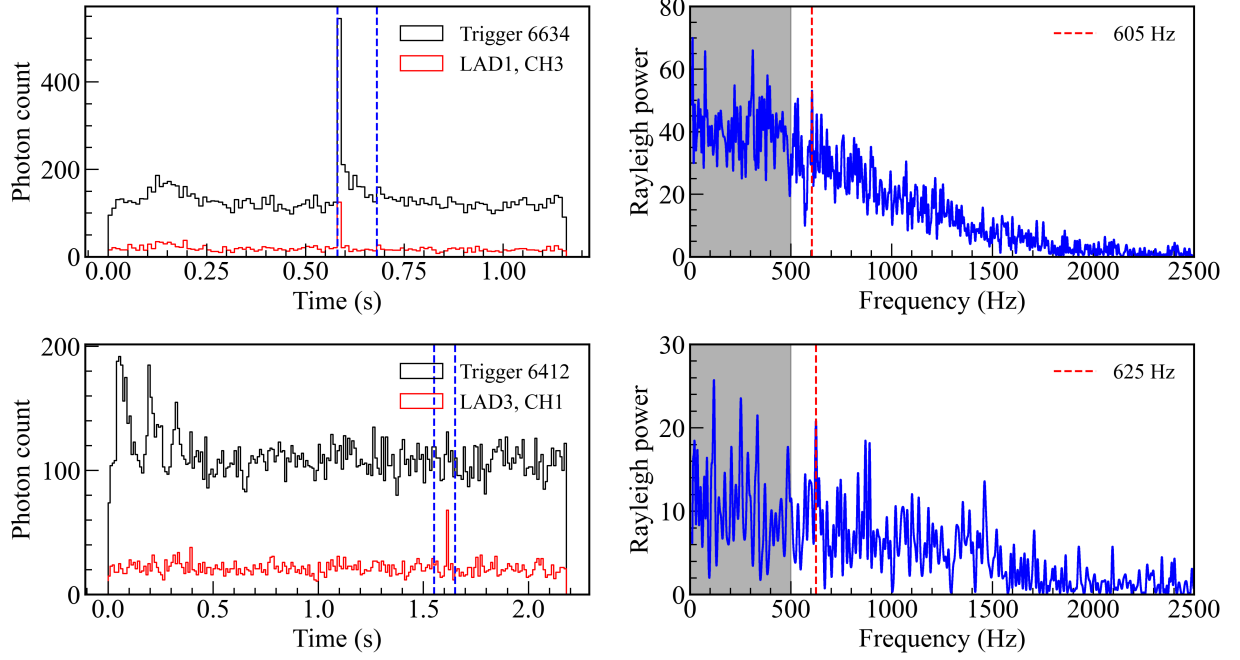 Trigger 6634
LAD1, CH3
Photon count
0
200
400
0.00
0.25
0.50
0.75
1.00
Time (s)
605 Hz
Rayleigh power
0
20
40
60
80
0
500
1000
1500
2000
2500
Frequency (Hz)
Trigger 6412
LAD3, CH1
Photon count
0
100
200
0.0
0.5
1.0
1.5
2.0
Time (s)
625 Hz
Rayleigh power
0
10
20
30
0
500
1000
1500
2000
2500
Frequency (Hz)